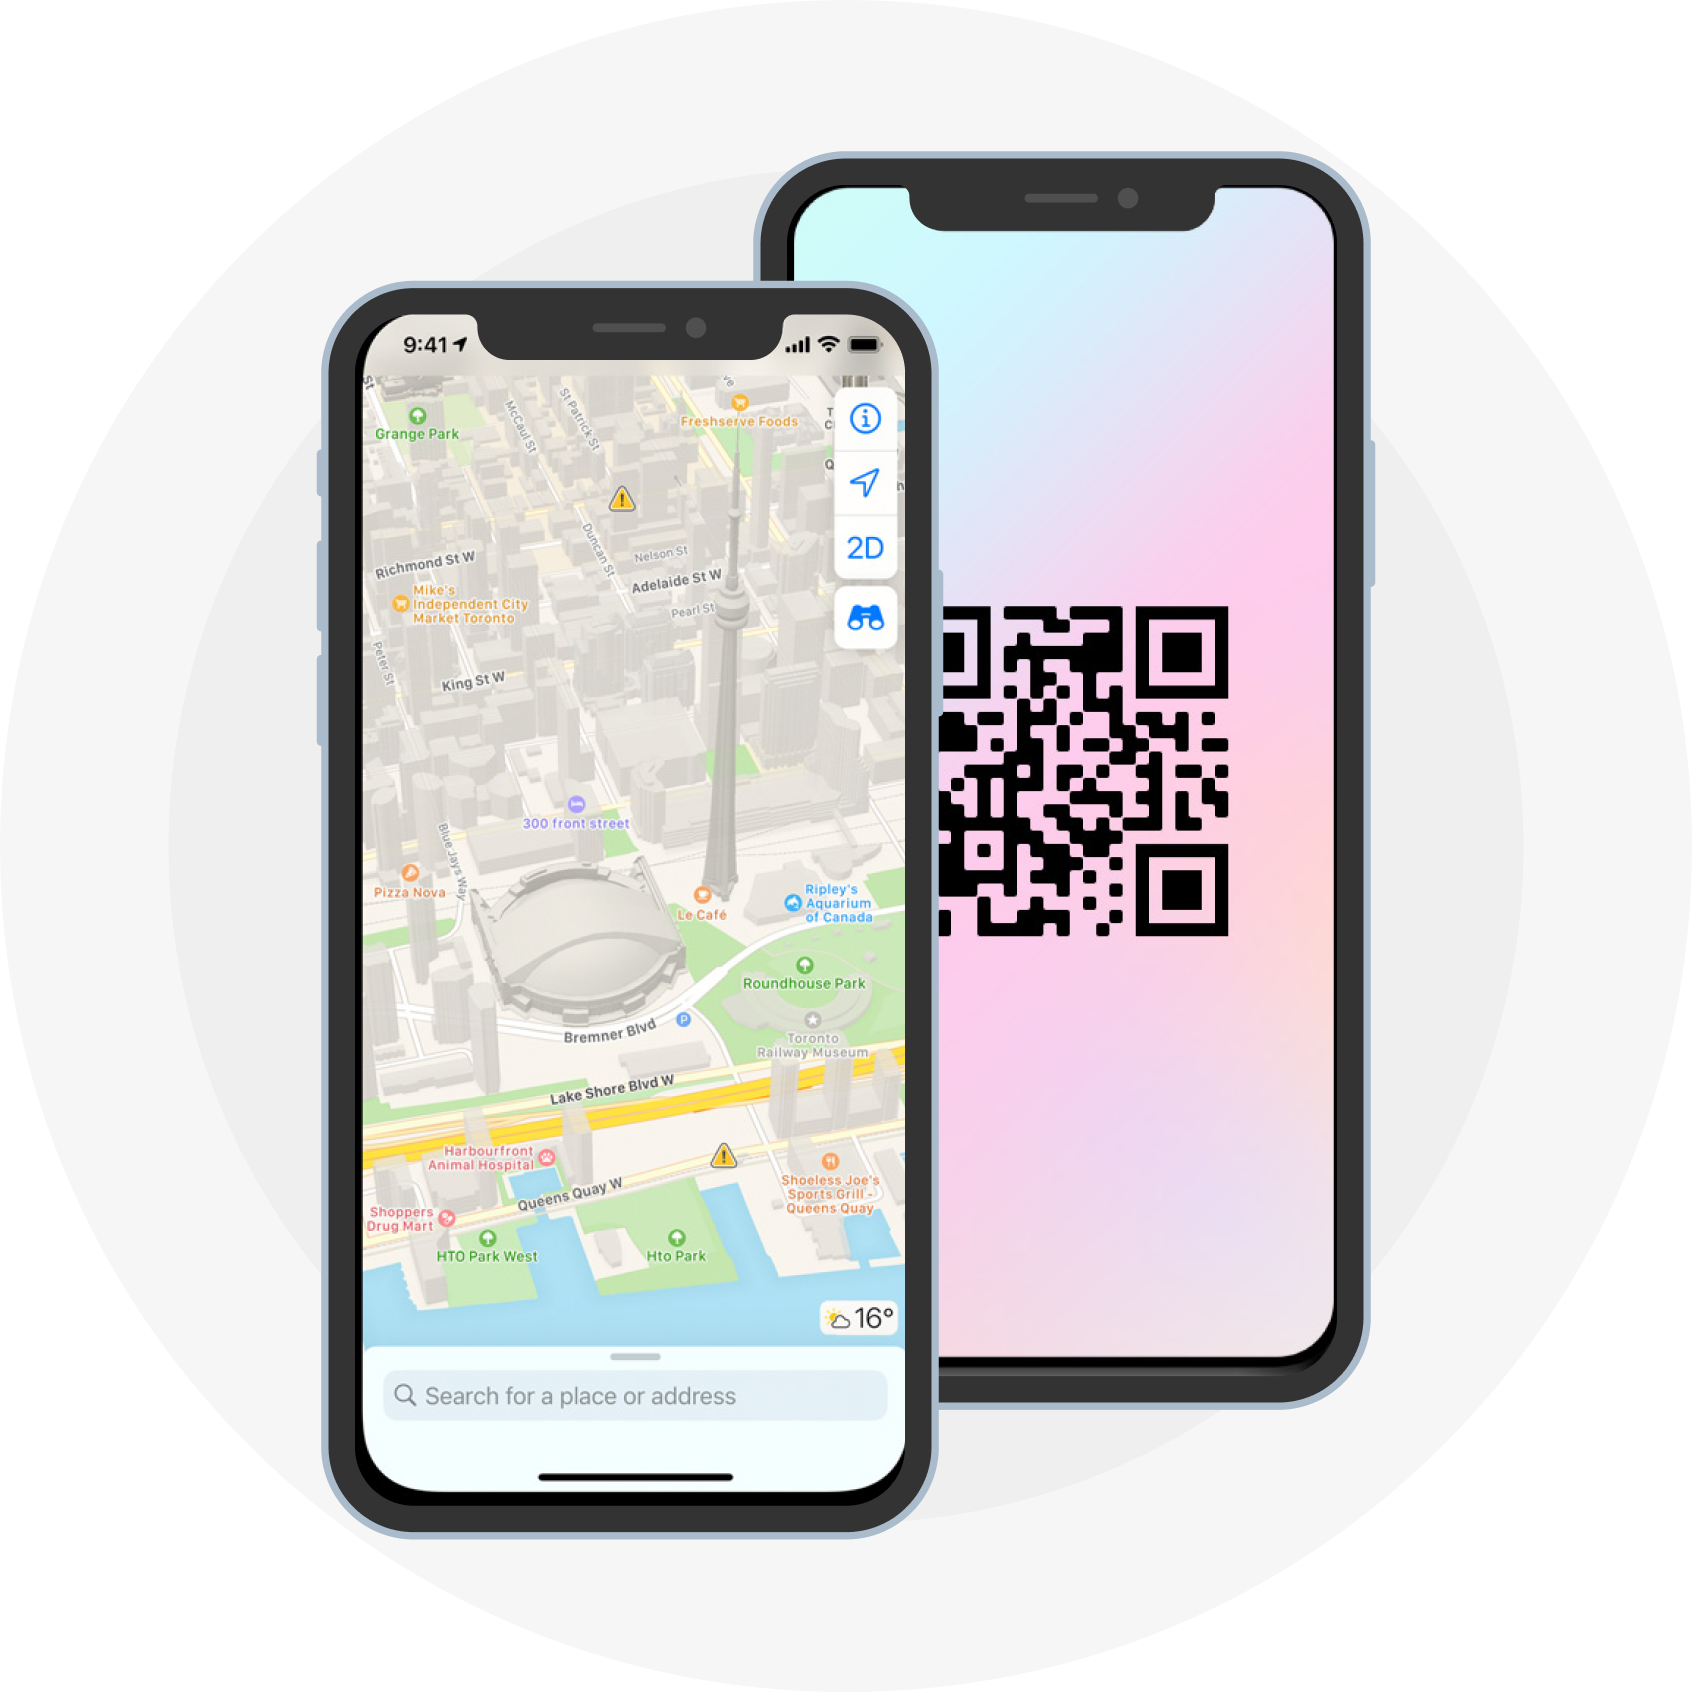 9:41
St
Grange Park
McCaul St
St Patrick St
ve
Freshserve Foods
2D
Duncan St
Nelson St
Richmond St W
Adelaide St W
Pearl St
Mike's
Independent City
Market Toronto
Peter St
King St W
300 front street
Blue Jays Way
Pizza Nova
Le Café
Ripley's
Aquarium
of Canada
Roundhouse Park
Bremner Blvd
P
Toronto
Railway Museum
Lake Shore Blvd W
Harbourfront
Animal Hospital
Queens Quay W
Shoeless Joe's
Sports Grill -
Queens Quay
Shoppers
Drug Mart
HTO Park West
Hto Park
16°
Search for a place or address